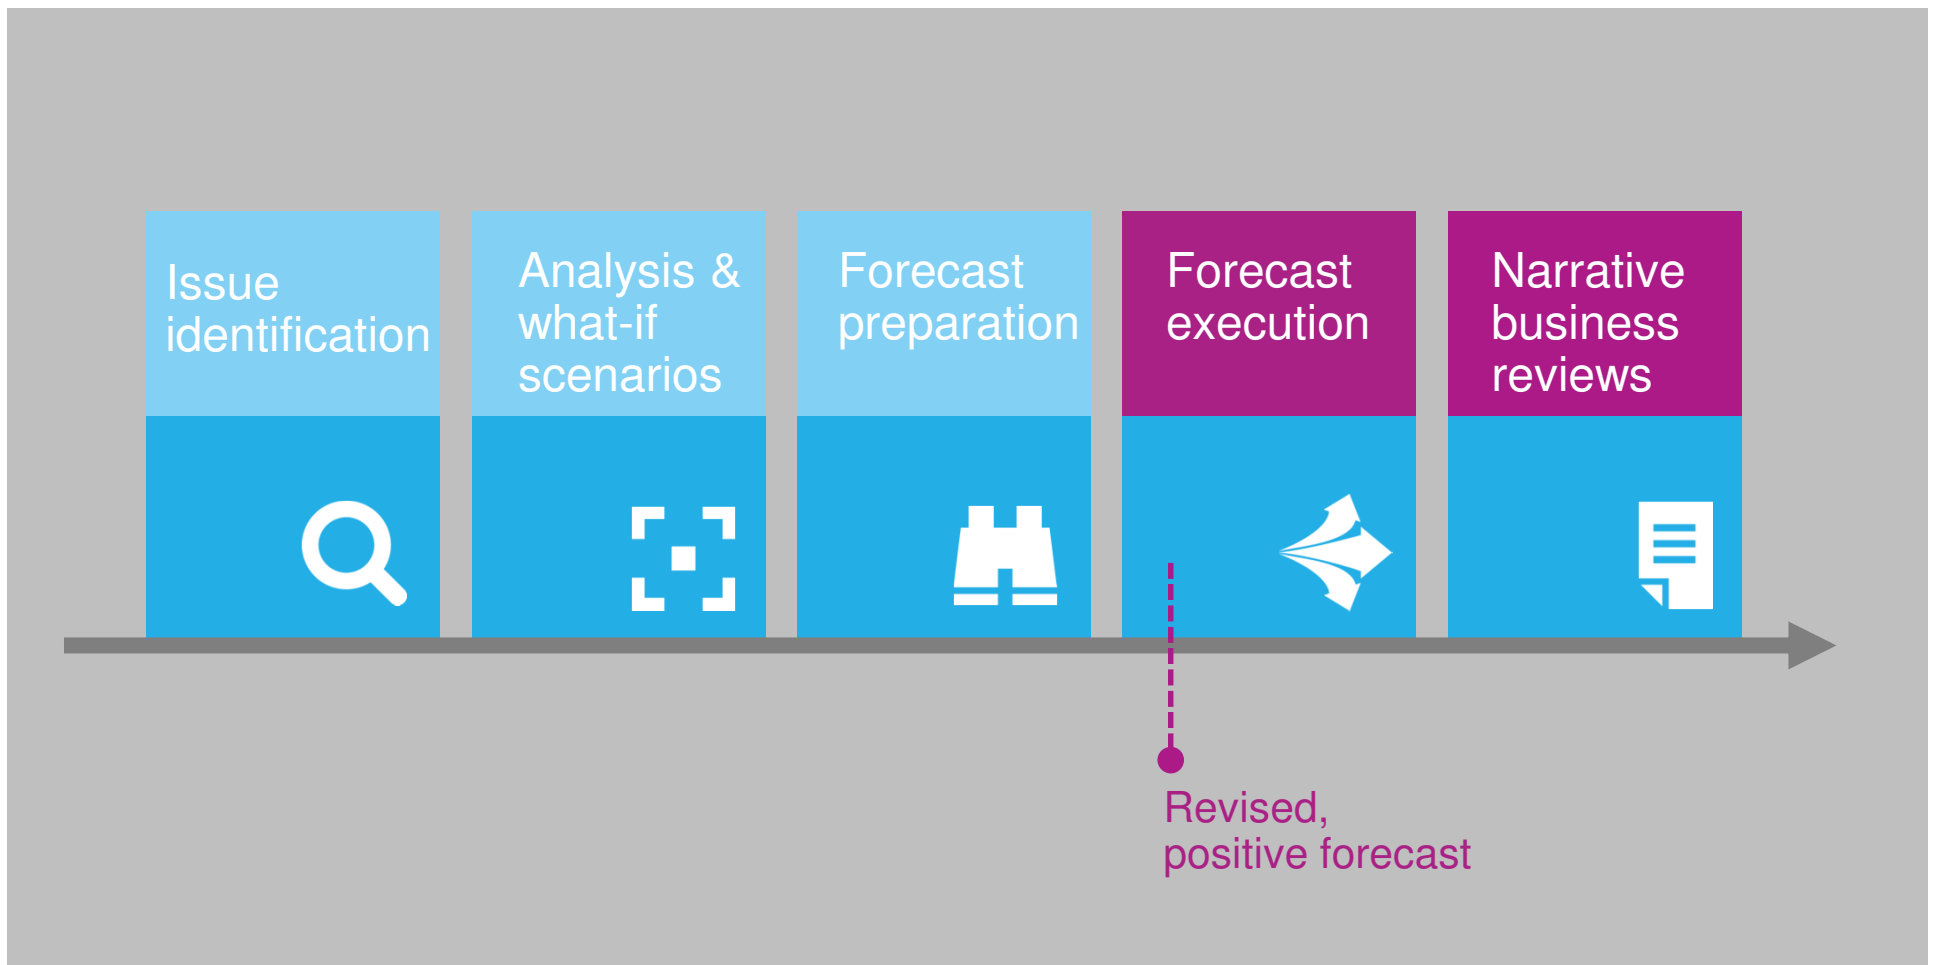 Issue
identification
Analysis &
what-if
scenarios
Forecast
preparation
Forecast
execution
Narrative
business
reviews
Revised,
positive forecast